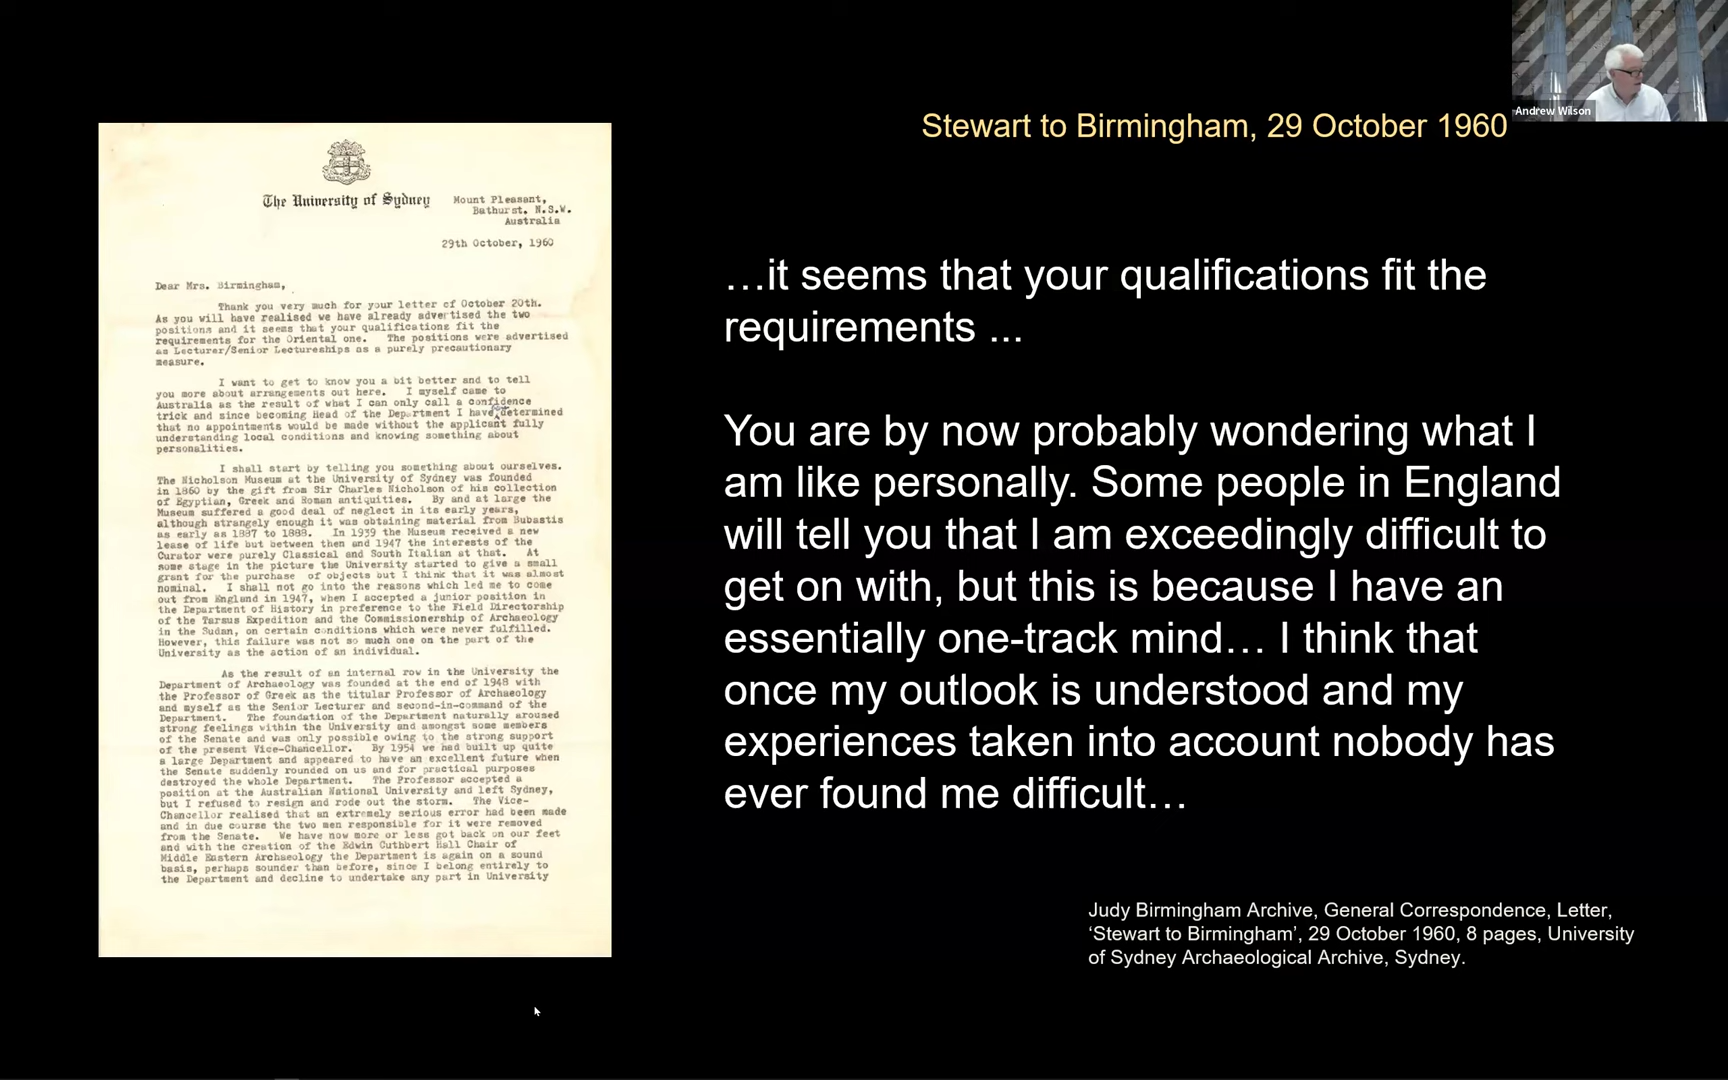 Andrew Wilson
Stewart to Birmingham, 29 October 1960
The University of Sydney
Mount Pleasant,
Bathurst. N.S.W.
Australia
29th October, 1960
Dear Mrs. Birmingham,
Thank you very much for your letter of October 20th.
As you will have realised we have already advertised the two
positions and it seems that your qualifications fit the
requirements for the Oriental one. The positions were advertised
as Lecturer/Senior Lectureships as a purely precautionary
measure.
I want to get to know you a bit better and to tell
you more about arrangements out here. I myself came to
Australia as the result of what I can only call a confidence
trick and since becoming Head of the Department I have determined
that no appointments would be made without the applicant fully
understanding local conditions and knowing something about
personalities.
I shall start by telling you something about ourselves.
The Nicholson Museum at the University of Sydney was founded
in 1860 by the gift from Sir Charles Nicholson of his collection
of Egyptian, Greek and Roman antiquities. By and at large the
Museum suffered a good deal of neglect in its early years,
although strangely enough it was obtaining material from Bubastis
as early as 1887 to 1888. In 1939 the Museum received a new
lease of life but between then and 1947 the interests of the
Curator were purely Classical and South Italian at that. At
some stage in the picture the University started to give a small
grant for the purchase of objects but I think that it was almost
nominal. I shall not go into the reasons which led me to come
out from England in 1947, when I accepted a junior position in
the Department of History in preference to the Field Directorship
of the Tarsus Expedition and the Commissionership of Archaeology
in the Sudan, on certain conditions which were never fulfilled.
However, this failure was not so much one on the part of the
University as the action of an individual.
As the result of an internal row in the University the
Department of Archaeology was founded at the end of 1948 with
the Professor of Greek as the titular Professor of Archaeology
and myself as the Senior Lecturer and second-in-command of the
Department. The foundation of the Department naturally aroused
strong feelings within the University and amongst some members
of the Senate and was only possible owing to the strong support
of the present Vice-Chancellor. By 1954 we had built up quite
a large Department and appeared to have an excellent future when
the Senate suddenly rounded on us and for practical purposes
destroyed the whole Department. The Professor accepted a
position at the Australian National University and left Sydney,
but I refused to resign and rode out the storm. The Vice-
Chancellor realised that an extremely serious error had been made
and in due course the two men responsible for it were removed
from the Senate. We have now more or less got back on our feet
and with the creation of the Edwin Cuthbert Hall Chair of
Middle Eastern Archaeology the Department is again on a sound
basis, perhaps sounder than before, since I belong entirely to
the Department and decline to undertake any part in University
…it seems that your qualifications fit the
requirements ...
You are by now probably wondering what I
am like personally. Some people in England
will tell you that I am exceedingly difficult to
get on with, but this is because I have an
essentially one-track mind… I think that
once my outlook is understood and my
experiences taken into account nobody has
ever found me difficult…
Judy Birmingham Archive, General Correspondence, Letter,
‘Stewart to Birmingham’, 29 October 1960, 8 pages, University
of Sydney Archaeological Archive, Sydney.